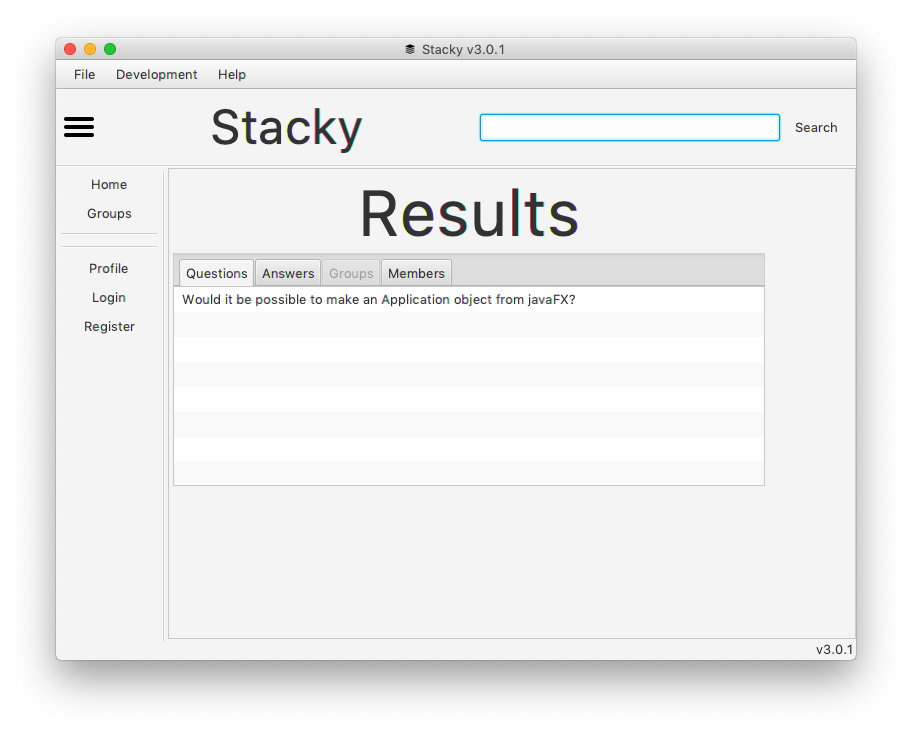 Stacky v3.0.1
File Development Help
Stacky Search
Home
Groups
Profile
Login
Register
Results
Questions Answers Groups Members
Would it be possible to make an Application object from javaFX?
v3.0.1